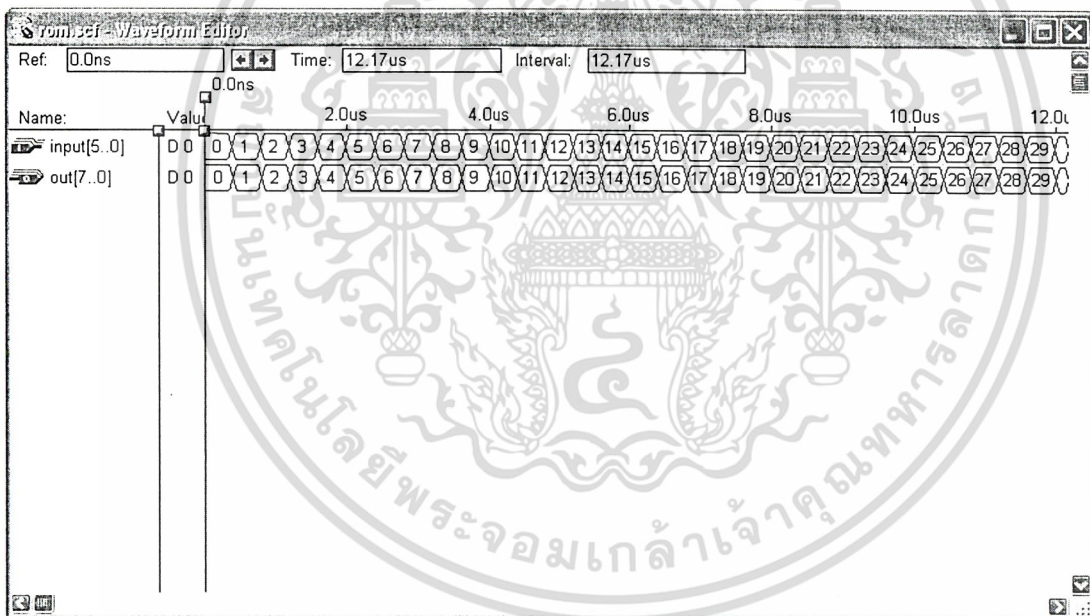 rom.scf - Waveform Editor
Ref: 0.0ns Time: 12.17us Interval: 12.17us
0.0ns
Name: Valu 2.0us 4.0us 6.0us 8.0us 10.0us 12.0u
input[5..0] D 0 0 1 2 3 4 5 6 7 8 9 10 11 12 13 14 15 16 17 18 19 20 21 22 23 24 25 26 27 28 29
out[7..0] D 0 0 1 2 3 4 5 6 7 8 9 10 11 12 13 14 15 16 17 18 19 20 21 22 23 24 25 26 27 28 29